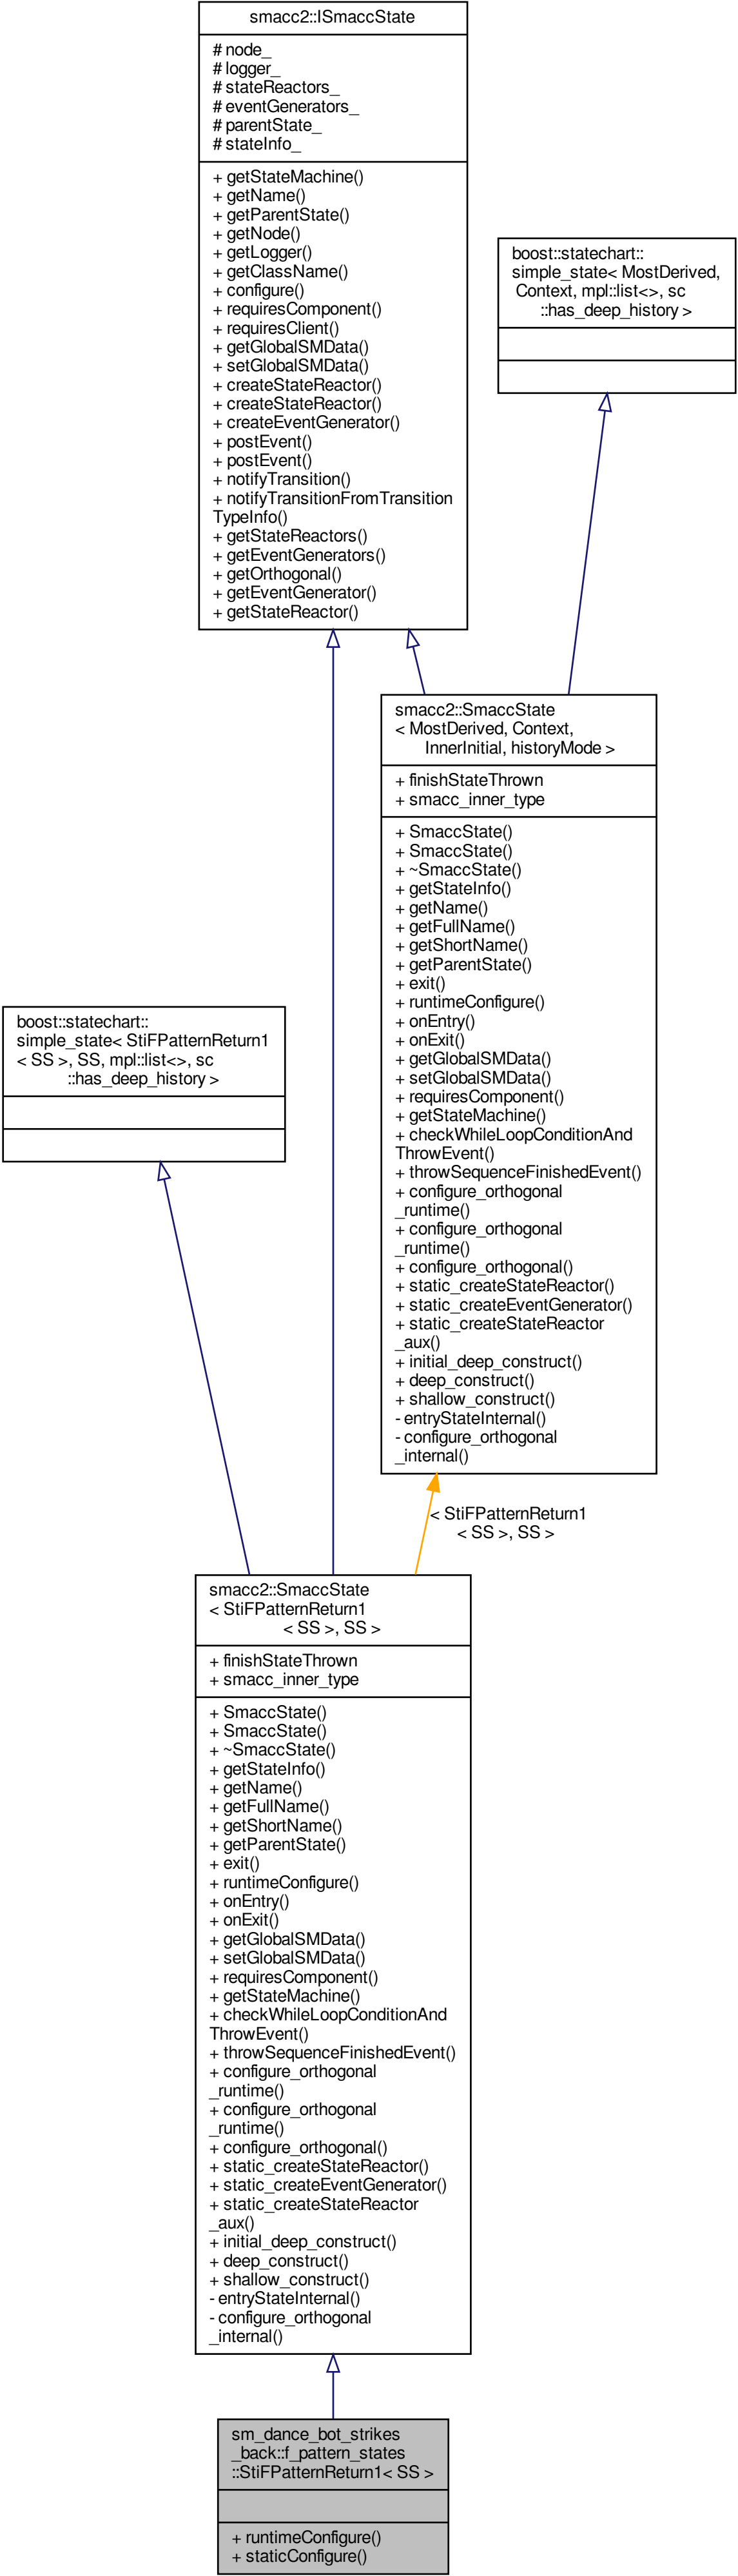 smacc2::ISmaccState
# node_
# logger_
# stateReactors_
# eventGenerators_
# parentState_
# stateInfo_
+ getStateMachine()
+ getName()
+ getParentState()
+ getNode()
+ getLogger()
+ getClassName()
+ configure()
+ requiresComponent()
+ requiresClient()
+ getGlobalSMData()
+ setGlobalSMData()
+ createStateReactor()
+ createStateReactor()
+ createEventGenerator()
+ postEvent()
+ postEvent()
+ notifyTransition()
+ notifyTransitionFromTransition
TypeInfo()
+ getStateReactors()
+ getEventGenerators()
+ getOrthogonal()
+ getEventGenerator()
+ getStateReactor()
boost::statechart::
simple_state< MostDerived,
Context, mpl::list<>, sc
::has_deep_history >
smacc2::SmaccState
< MostDerived, Context,
InnerInitial, historyMode >
+ finishStateThrown
+ smacc_inner_type
+ SmaccState()
+ SmaccState()
+ ~SmaccState()
+ getStateInfo()
+ getName()
+ getFullName()
+ getShortName()
+ getParentState()
+ exit()
+ runtimeConfigure()
+ onEntry()
+ onExit()
+ getGlobalSMData()
+ setGlobalSMData()
+ requiresComponent()
+ getStateMachine()
+ checkWhileLoopConditionAnd
ThrowEvent()
+ throwSequenceFinishedEvent()
+ configure_orthogonal
_runtime()
+ configure_orthogonal
_runtime()
+ configure_orthogonal()
+ static_createStateReactor()
+ static_createEventGenerator()
+ static_createStateReactor
_aux()
+ initial_deep_construct()
+ deep_construct()
+ shallow_construct()
- entryStateInternal()
- configure_orthogonal
_internal()
boost::statechart::
simple_state< StiFPatternReturn1
< SS >, SS, mpl::list<>, sc
::has_deep_history >
< StiFPatternReturn1
< SS >, SS >
smacc2::SmaccState
< StiFPatternReturn1
< SS >, SS >
+ finishStateThrown
+ smacc_inner_type
+ SmaccState()
+ SmaccState()
+ ~SmaccState()
+ getStateInfo()
+ getName()
+ getFullName()
+ getShortName()
+ getParentState()
+ exit()
+ runtimeConfigure()
+ onEntry()
+ onExit()
+ getGlobalSMData()
+ setGlobalSMData()
+ requiresComponent()
+ getStateMachine()
+ checkWhileLoopConditionAnd
ThrowEvent()
+ throwSequenceFinishedEvent()
+ configure_orthogonal
_runtime()
+ configure_orthogonal
_runtime()
+ configure_orthogonal()
+ static_createStateReactor()
+ static_createEventGenerator()
+ static_createStateReactor
_aux()
+ initial_deep_construct()
+ deep_construct()
+ shallow_construct()
- entryStateInternal()
- configure_orthogonal
_internal()
sm_dance_bot_strikes
_back::f_pattern_states
::StiFPatternReturn1< SS >
+ runtimeConfigure()
+ staticConfigure()